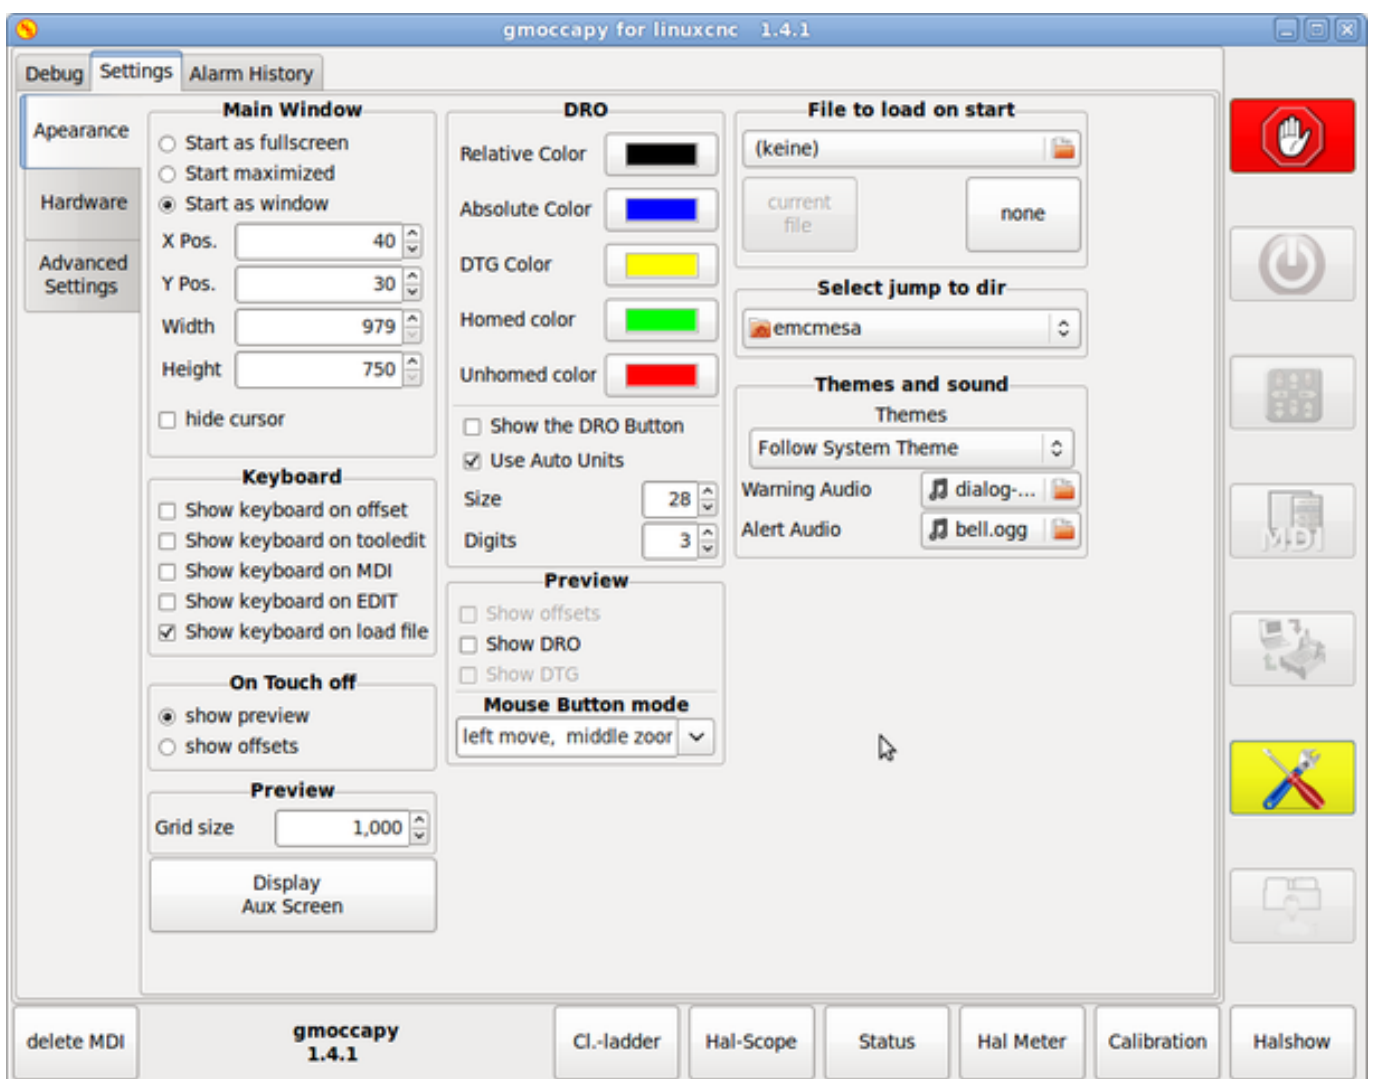 gmoccapy for linuxcnc 1.4.1
Debug Settings Alarm History
Apearance
Hardware
Advanced
Settings
Main Window
Start as fullscreen
Start maximized
Start as window
X Pos. 40
Y Pos. 30
Width 979
Height 750
hide cursor
Keyboard
Show keyboard on offset
Show keyboard on tooledit
Show keyboard on MDI
Show keyboard on EDIT
Show keyboard on load file
On Touch off
show preview
show offsets
Preview
Grid size 1,000
Display
Aux Screen
DRO
Relative Color
Absolute Color
DTG Color
Homed color
Unhomed color
Show the DRO Button
Use Auto Units
Size 28
Digits 3
Preview
Show offsets
Show DRO
Show DTG
Mouse Button mode
left move, middle zoor
File to load on start
(keine)
current
file
none
Select jump to dir
emcmesa
Themes and sound
Themes
Follow System Theme
Warning Audio dialog-...
Alert Audio bell.ogg
MDI
delete MDI
gmoccapy
1.4.1
Cl.-ladder
Hal-Scope
Status
Hal Meter
Calibration
Halshow